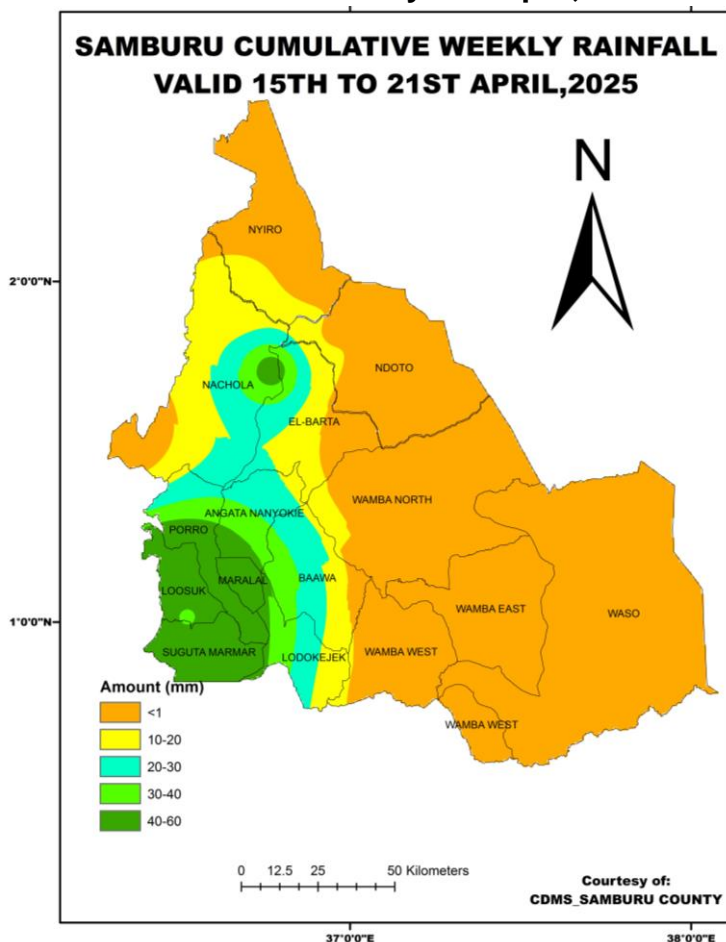 SAMBURU CUMULATIVE WEEKLY RAINFALL
VALID 15TH TO 21ST APRIL,2025
N
NYIRO
2°0'0"N
NDOTO
NACHOLA
EL-BARTA
WAMBA NORTH
ANGATA NANYOKIE
PORRO
BAAWA
MARALAL
LOOSUK
WAMBA EAST
WASO
1°0'0"N
SUGUTA MARMAR
LODOKEJEK
WAMBA WEST
WAMBA WEST
Amount (mm)
<1
10-20
20-30
30-40
40-60
0 12.5 25 50 Kilometers
Courtesy of:
CDMS_SAMBURU COUNTY
37°0'0"E
38°0'0"E